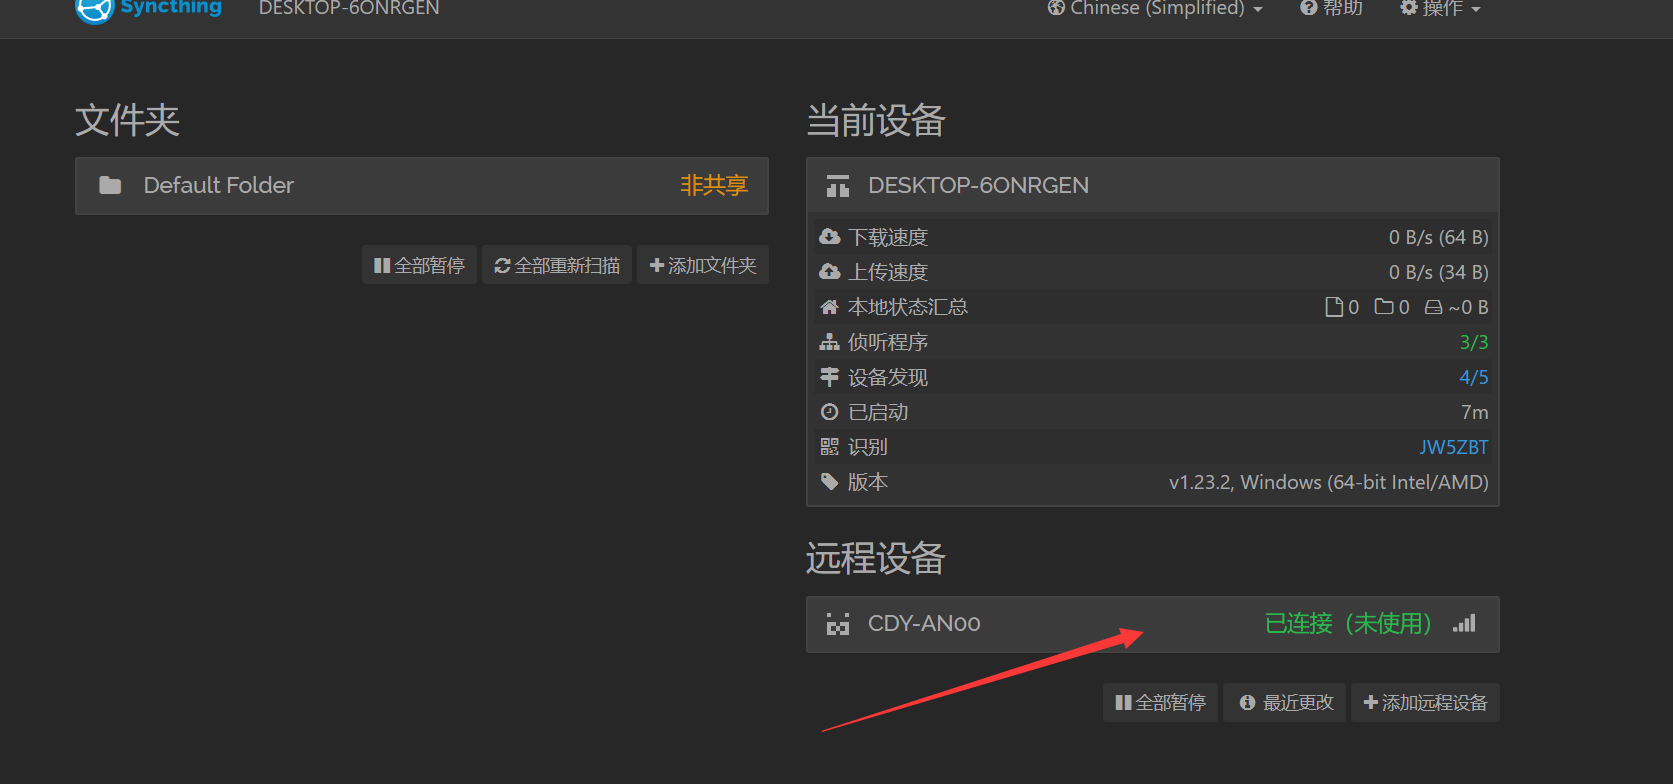 Syncthing DESKTOP-6ONRGEN Chinese (Simplified) 帮助 操作
文件夹
Default Folder 非共享
全部暂停 全部重新扫描 添加文件夹
当前设备
DESKTOP-6ONRGEN
下载速度 0 B/s (64 B)
上传速度 0 B/s (34 B)
本地状态汇总 0 0 ~0 B
侦听程序 3/3
设备发现 4/5
已启动 7m
识别 JW5ZBT
版本 v1.23.2, Windows (64-bit Intel/AMD)
远程设备
CDY-AN00 已连接（未使用）
全部暂停 最近更改 添加远程设备